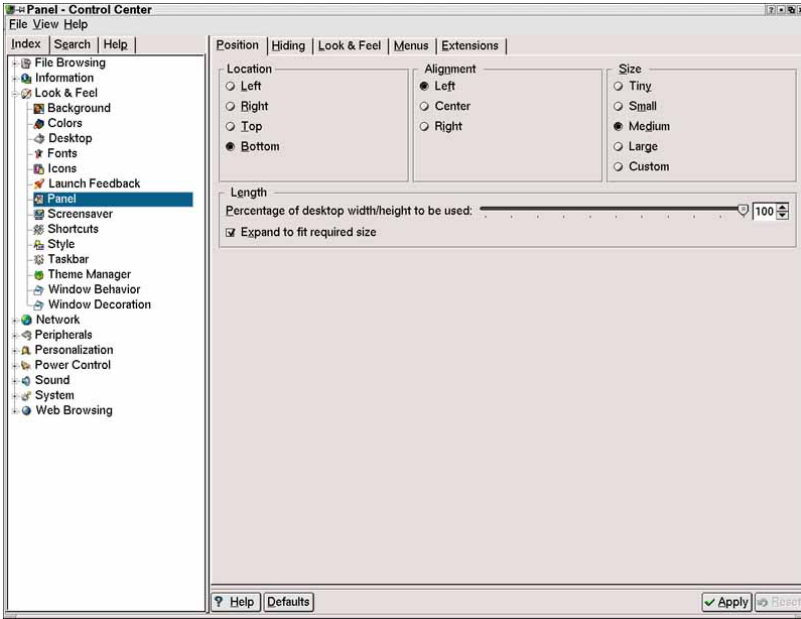 Panel - Control Center
File View Help
Index Search Help
File Browsing
Information
Look & Feel
Background
Colors
Desktop
Fonts
Icons
Launch Feedback
Panel
Screensaver
Shortcuts
Style
Taskbar
Theme Manager
Window Behavior
Window Decoration
Network
Peripherals
Personalization
Power Control
Sound
System
Web Browsing
Position Hiding Look & Feel Menus Extensions
Location
Left
Right
Top
Bottom
Alignment
Left
Center
Right
Size
Tiny
Small
Medium
Large
Custom
Length
Percentage of desktop width/height to be used: 100
Expand to fit required size
? Help Defaults Apply Reset